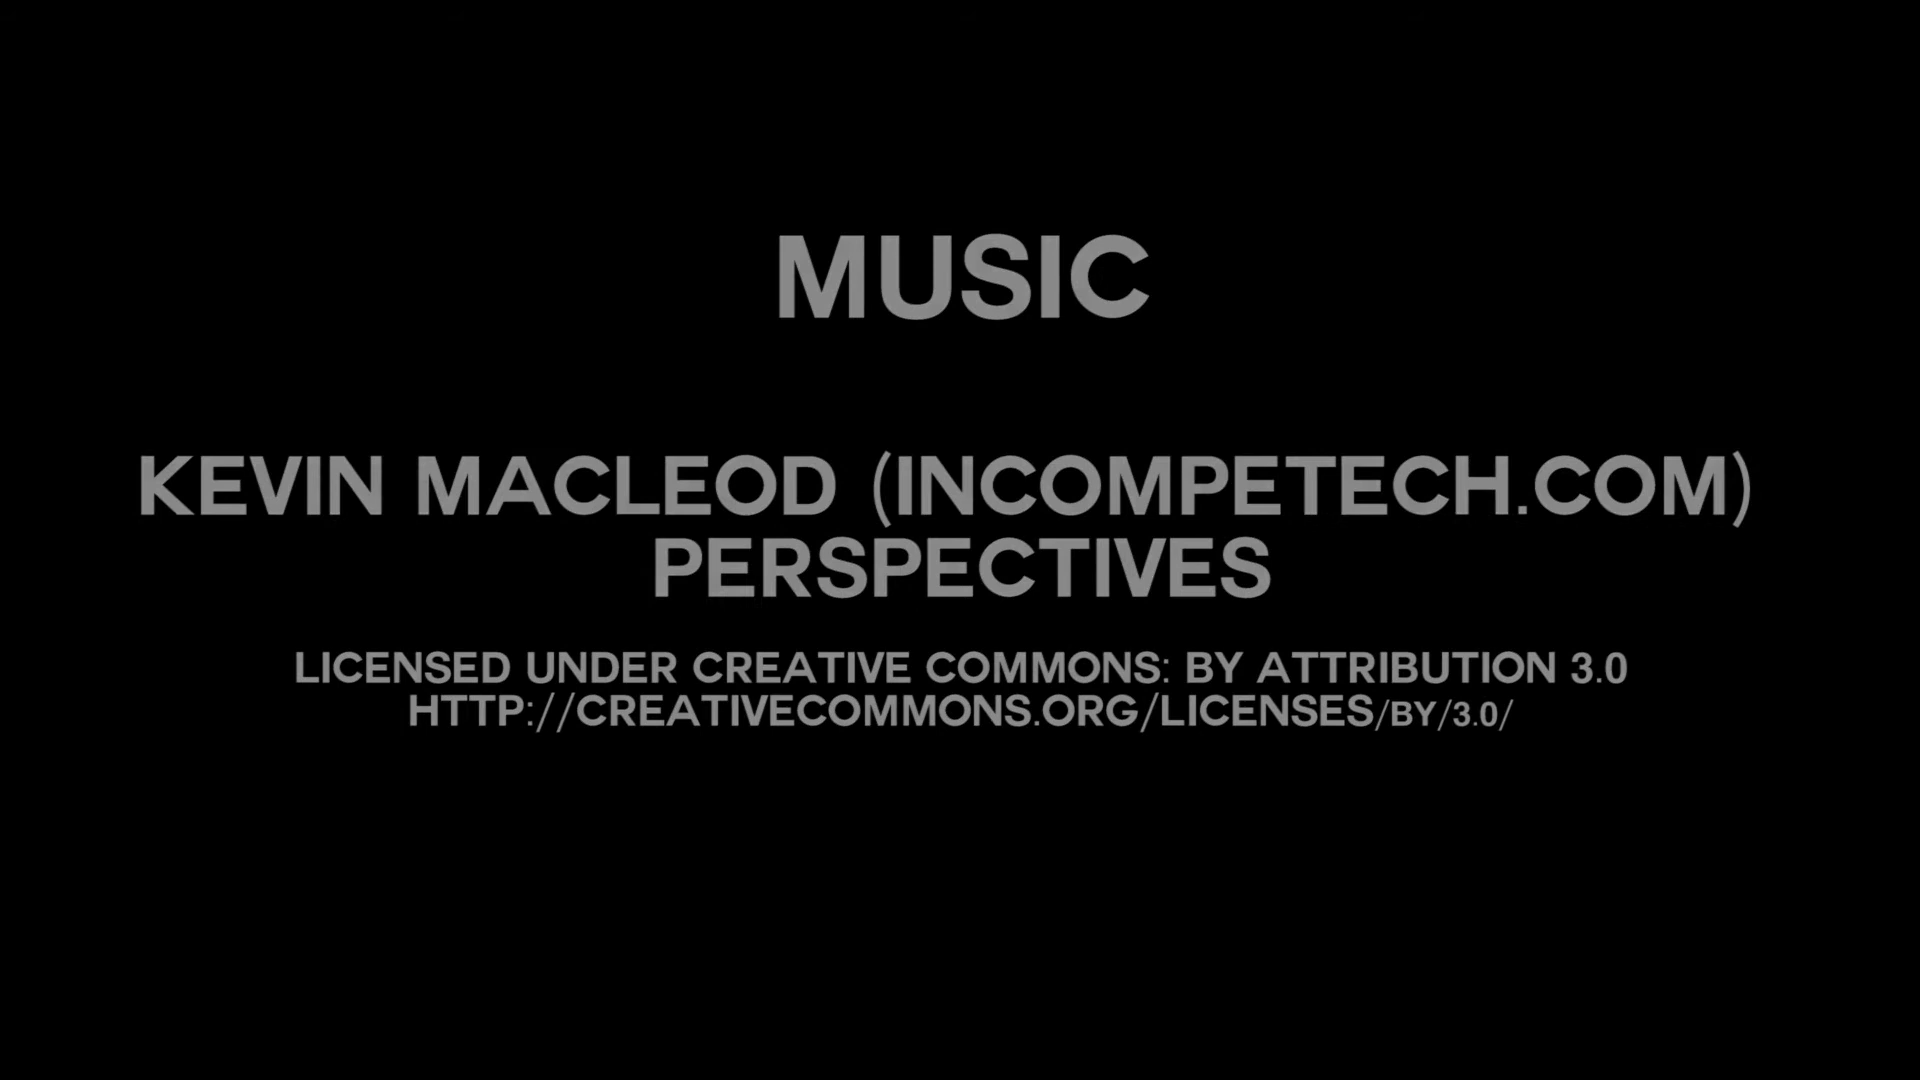 MUSIC
KEVIN MACLEOD (INCOMPETECH.COM)
PERSPECTIVES
LICENSED UNDER CREATIVE COMMONS: BY ATTRIBUTION 3.0
HTTP://CREATIVECOMMONS.ORG/LICENSES/BY/3.0/